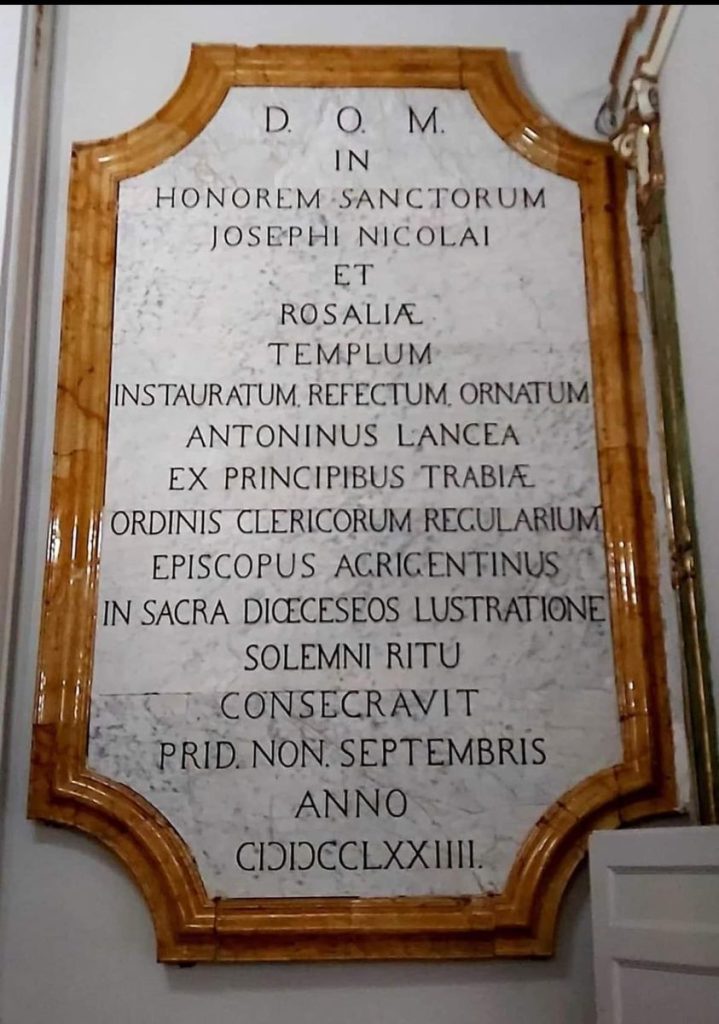 D. O. M.
IN
HONOREM SANCTORUM
JOSEPHI NICOLAI
ET
ROSALIÆ
TEMPLUM
INSTAURATUM, REFECTUM, ORNATUM
ANTONINUS LANCEA
EX PRINCIPIBUS TRABIÆ
ORDINIS CLERICORUM REGULARIUM
EPISCOPUS AGRIGENTINUS
IN SACRA DIŒCESEOS LUSTRATIONE
SOLEMNI RITU
CONSECRAVIT
PRID. NON. SEPTEMBRIS
ANNO
CIƆIƆCCLXXIIII.